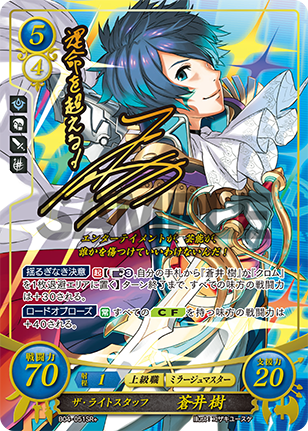 5
4
運命を超える!
SAMPLE
エンターテイメントが、芸能が、
誰かを傷つけていいわけないんだ!
揺るぎなき決意 起【3、自分の手札から『蒼井 樹』か『クロム』
を1枚退避エリアに置く】ターン終了まで、すべての味方の戦闘力
は+30される。
ロードオブローズ 常 すべての CF を持つ味方の戦闘力は
+40される。
戦闘力
70
射程
1
上級職
ミラージュマスター
支援力
20
ザ・ライトスタッフ
蒼井樹
B04-051SR+